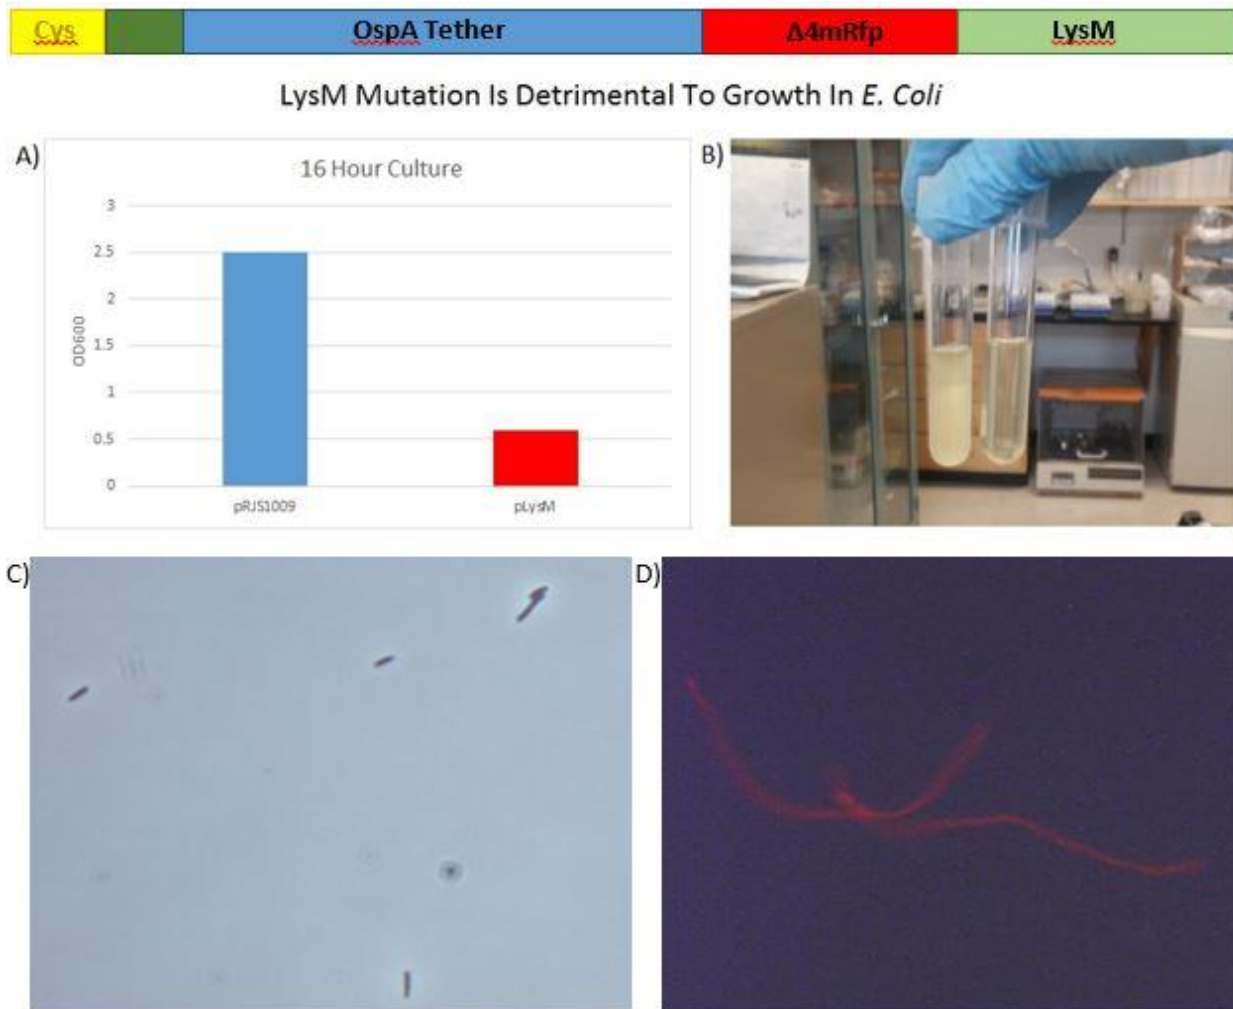 Cys OspA Tether Δ4mRfp LysM
LysM Mutation Is Detrimental To Growth In E. Coli
A)
B)
16 Hour Culture
OD600
3
2.5
2
1.5
1
0.5
0
pRJS1009 pLysM
C)
D)